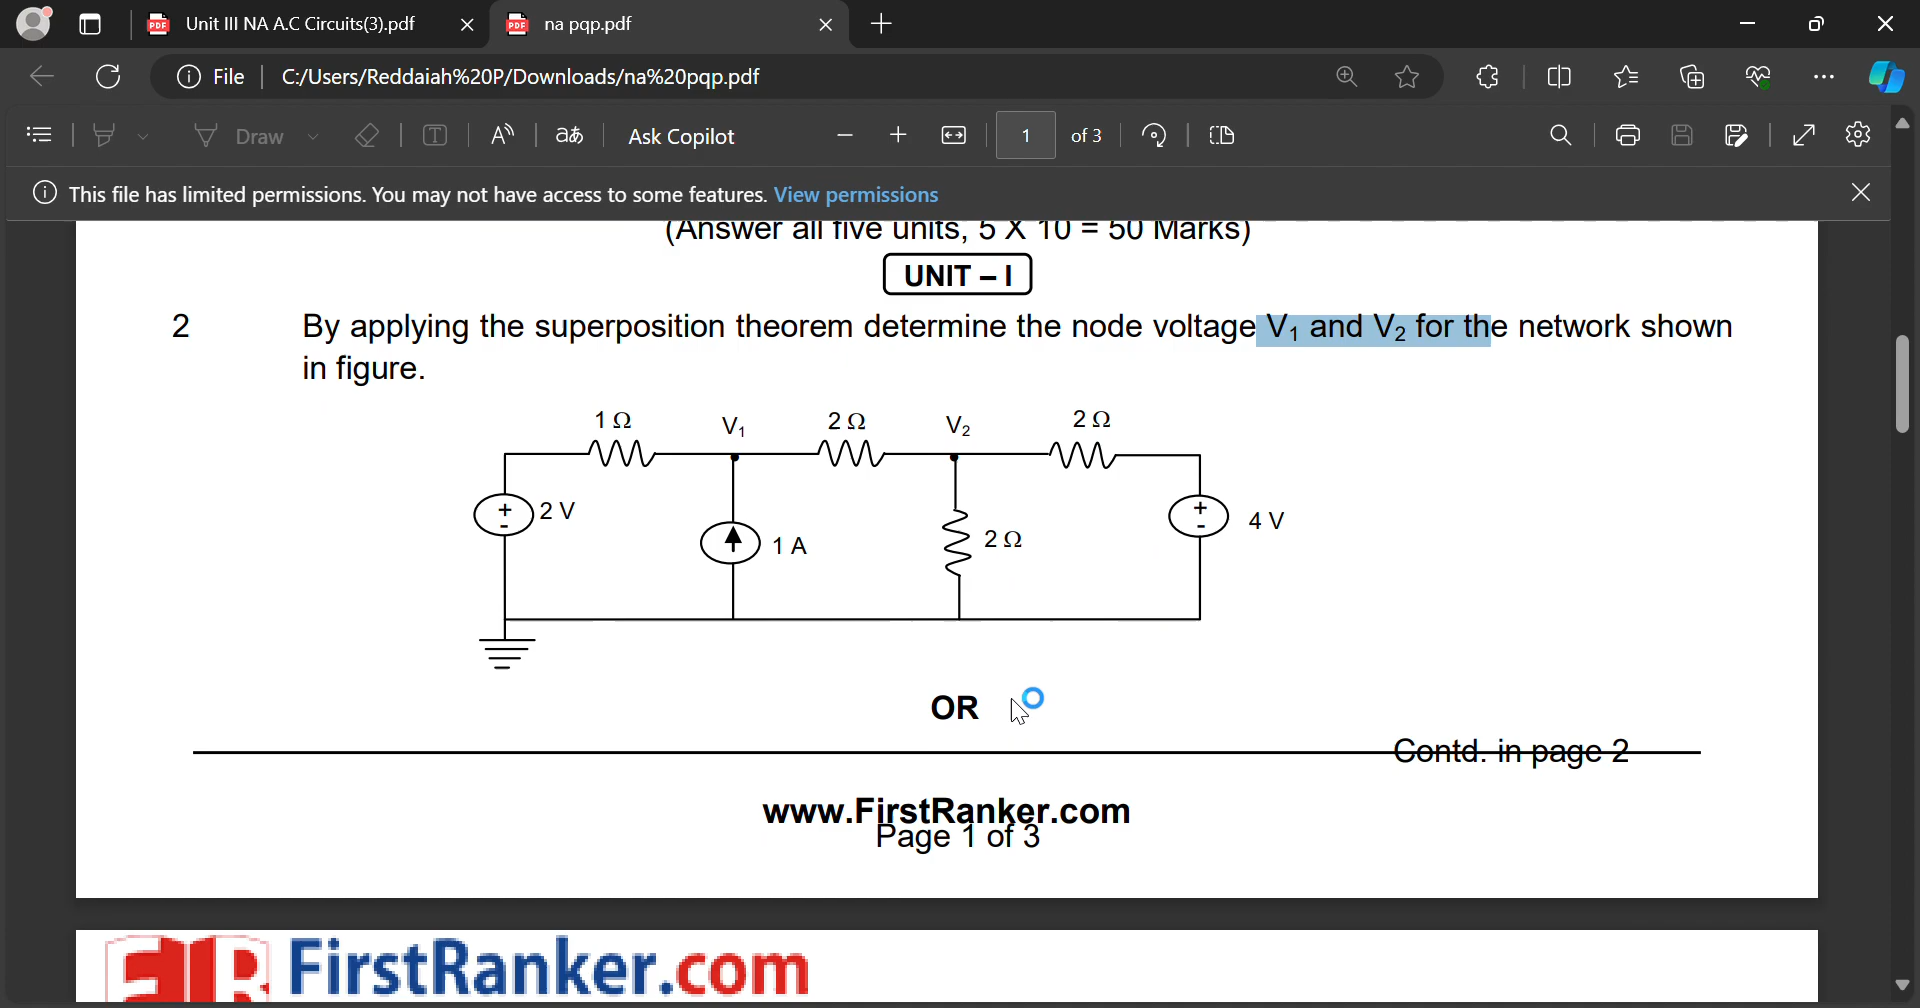 Unit III NA A.C Circuits(3).pdf
na pqp.pdf
File
C:/Users/Reddaiah%20P/Downloads/na%20pqp.pdf
Draw
T
A
aあ
Ask Copilot
1 of 3
This file has limited permissions. You may not have access to some features. View permissions
(Answer all five units, 5 X 10 = 50 Marks)
UNIT – I
2 By applying the superposition theorem determine the node voltage V₁ and V₂ for the network shown
in figure.
1 Ω V₁ 2 Ω V₂ 2 Ω
+ - 2 V
1 A
2 Ω
+ - 4 V
OR
Contd. in page 2
www.FirstRanker.com
Page 1 of 3
FirstRanker.com